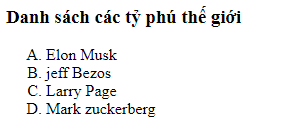 Danh sách các tỷ phú thế giới
A. Elon Musk
B. jeff Bezos
C. Larry Page
D. Mark zuckerberg